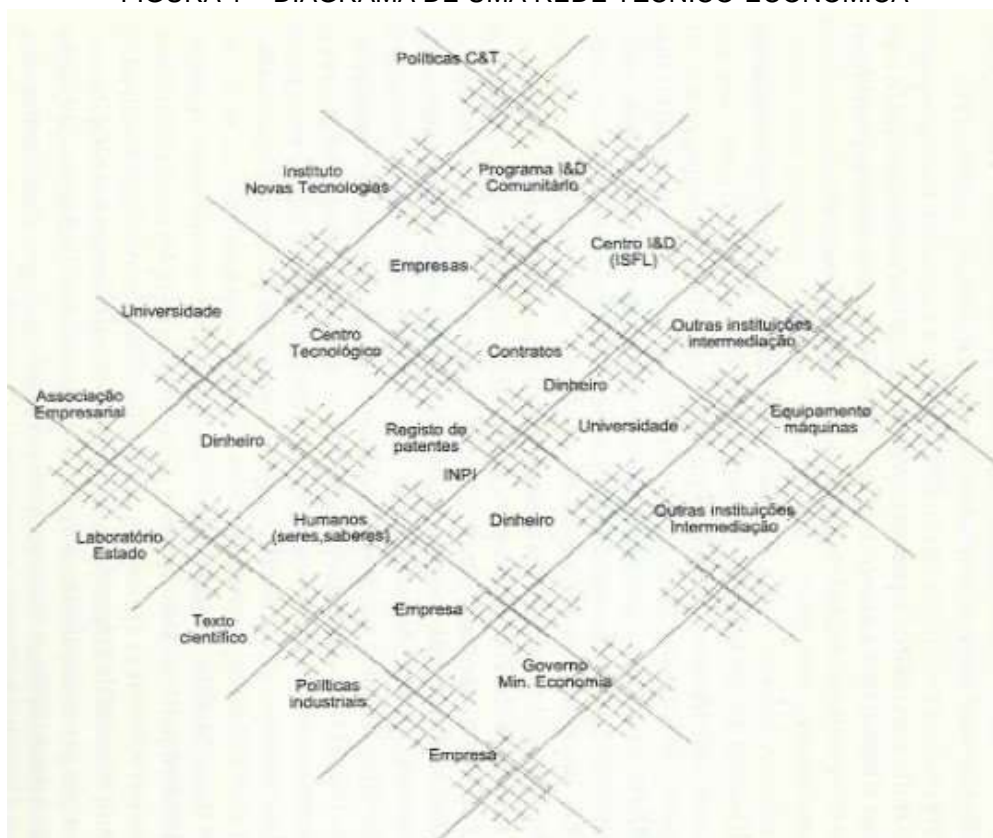 FIGURA 1 – DIAGRAMA DE UMA REDE TÉCNICO-ECONÓMICA
Políticas C&T
Instituto
Novas Tecnologias
Programa I&D
Comunitário
Centro I&D
(ISFL)
Empresas
Universidade
Centro
Tecnológico
Contratos
Outras instituições
intermediação
Dinheiro
Associação
Empresarial
Dinheiro
Registo de
patentes
Universidade
Equipamento
máquinas
INPI
Laboratório
Estado
Humanos
(seres,saberes)
Dinheiro
Outras instituições
Intermediação
Texto
científico
Empresa
Políticas
industriais
Governo
Min. Economia
Empresa